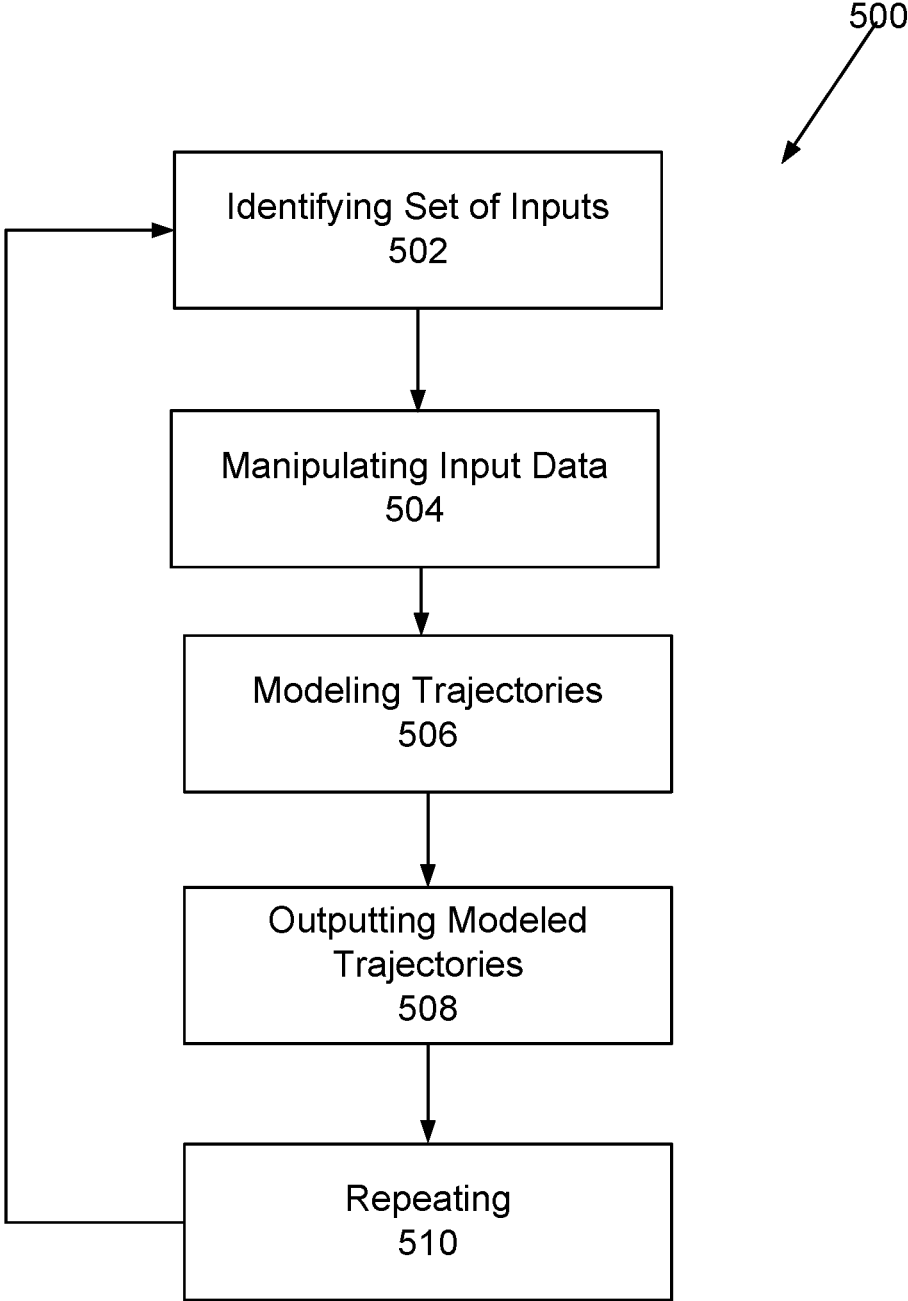 500
Identifying Set of Inputs
502
Manipulating Input Data
504
Modeling Trajectories
506
Outputting Modeled
Trajectories
508
Repeating
510